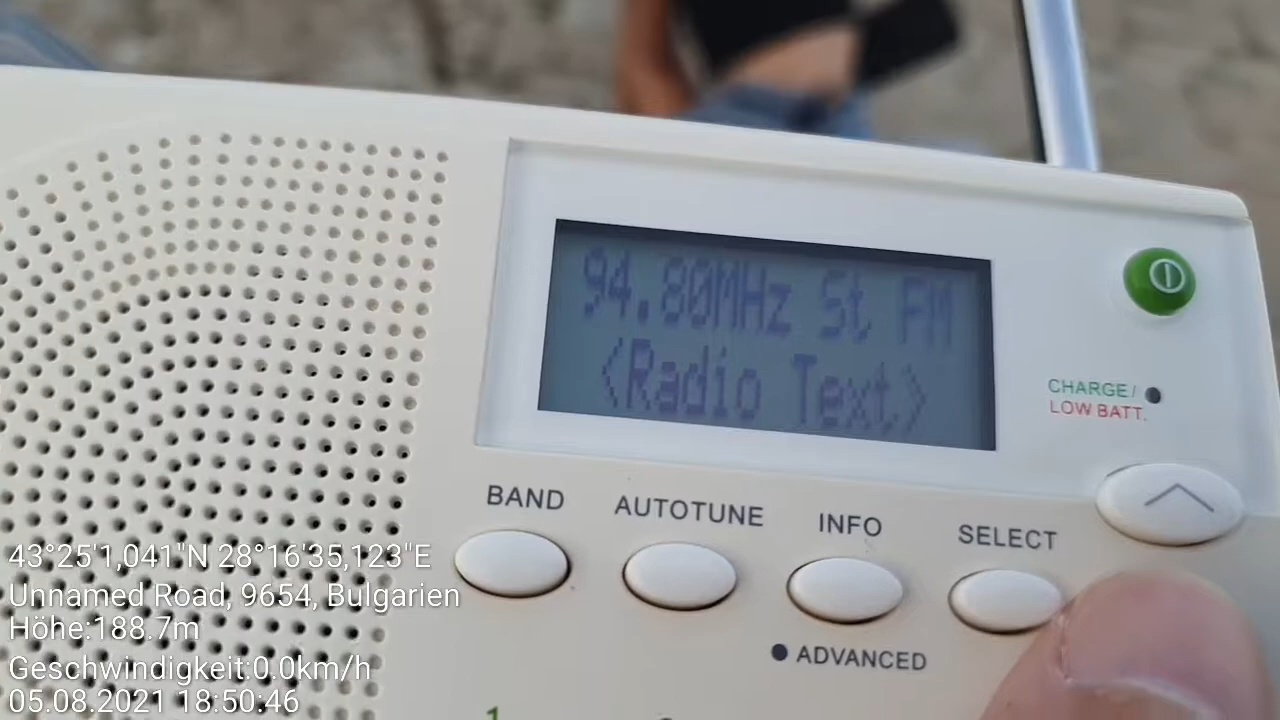 94.80MHz St FM
<Radio Text>
CHARGE/
LOW BATT.
BAND
AUTOTUNE
INFO
SELECT
ADVANCED
1
43°25'1,041"N 28°16'35,123"E
Unnamed Road, 9654, Bulgarien
Höhe:188.7m
Geschwindigkeit:0.0km/h
05.08.2021 18:50:46